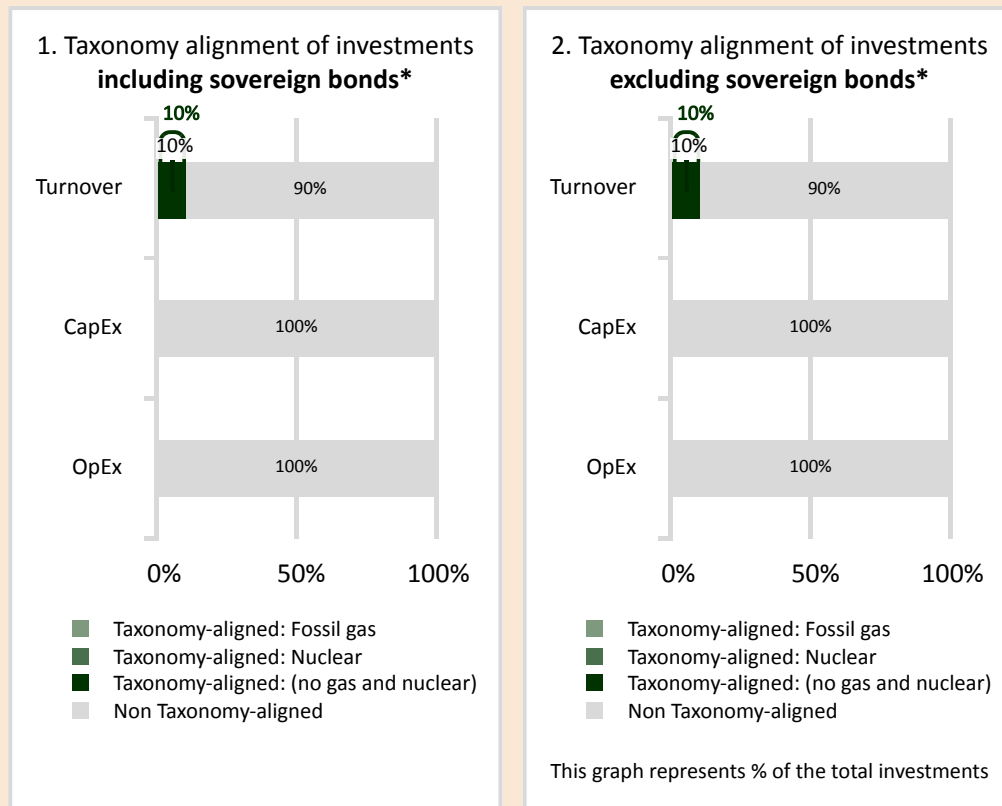 1. Taxonomy alignment of investments
including sovereign bonds*
10%
10%
Turnover
90%
CapEx
100%
OpEx
100%
0% 50% 100%
Taxonomy-aligned: Fossil gas
Taxonomy-aligned: Nuclear
Taxonomy-aligned: (no gas and nuclear)
Non Taxonomy-aligned
2. Taxonomy alignment of investments
excluding sovereign bonds*
10%
10%
Turnover
90%
CapEx
100%
OpEx
100%
0% 50% 100%
Taxonomy-aligned: Fossil gas
Taxonomy-aligned: Nuclear
Taxonomy-aligned: (no gas and nuclear)
Non Taxonomy-aligned
This graph represents % of the total investments